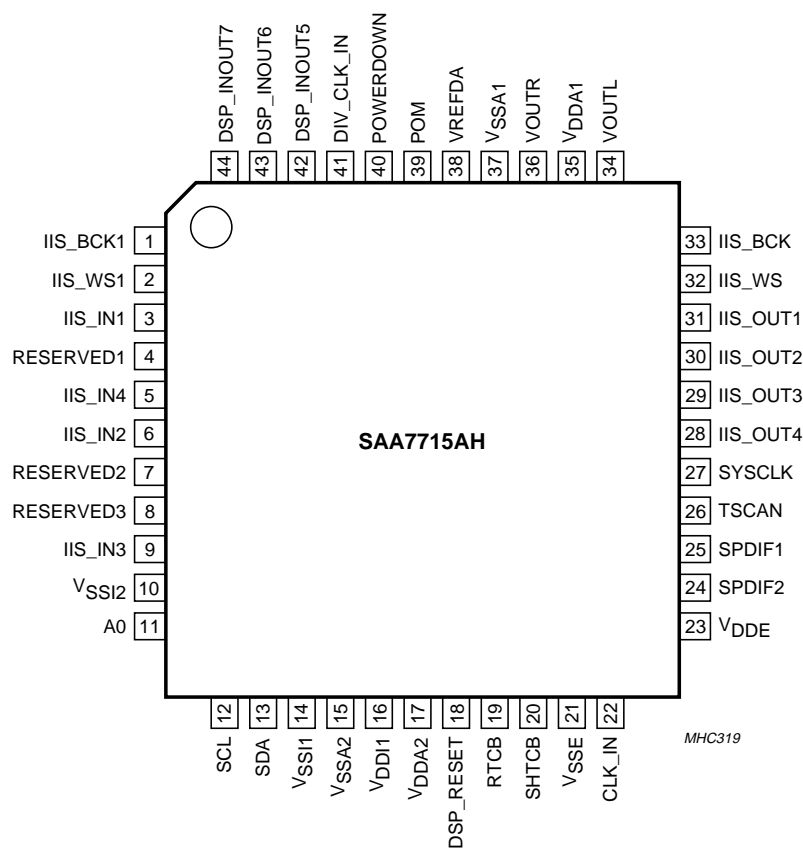 44 DSP_INOUT7
43 DSP_INOUT6
42 DSP_INOUT5
41 DIV_CLK_IN
40 POWERDOWN
39 POM
38 VREFDA
37 VSSA1
36 VOUTR
35 VDDA1
34 VOUTL
IIS_BCK1 1
IIS_WS1 2
IIS_IN1 3
RESERVED1 4
IIS_IN4 5
IIS_IN2 6
RESERVED2 7
RESERVED3 8
IIS_IN3 9
VSSI2 10
A0 11
SAA7715AH
33 IIS_BCK
32 IIS_WS
31 IIS_OUT1
30 IIS_OUT2
29 IIS_OUT3
28 IIS_OUT4
27 SYSCLK
26 TSCAN
25 SPDIF1
24 SPDIF2
23 VDDE
SCL 12
SDA 13
VSSI1 14
VSSA2 15
VDDI1 16
VDDA2 17
DSP_RESET 18
RTCB 19
SHTCB 20
VSSE 21
CLK_IN 22
MHC319